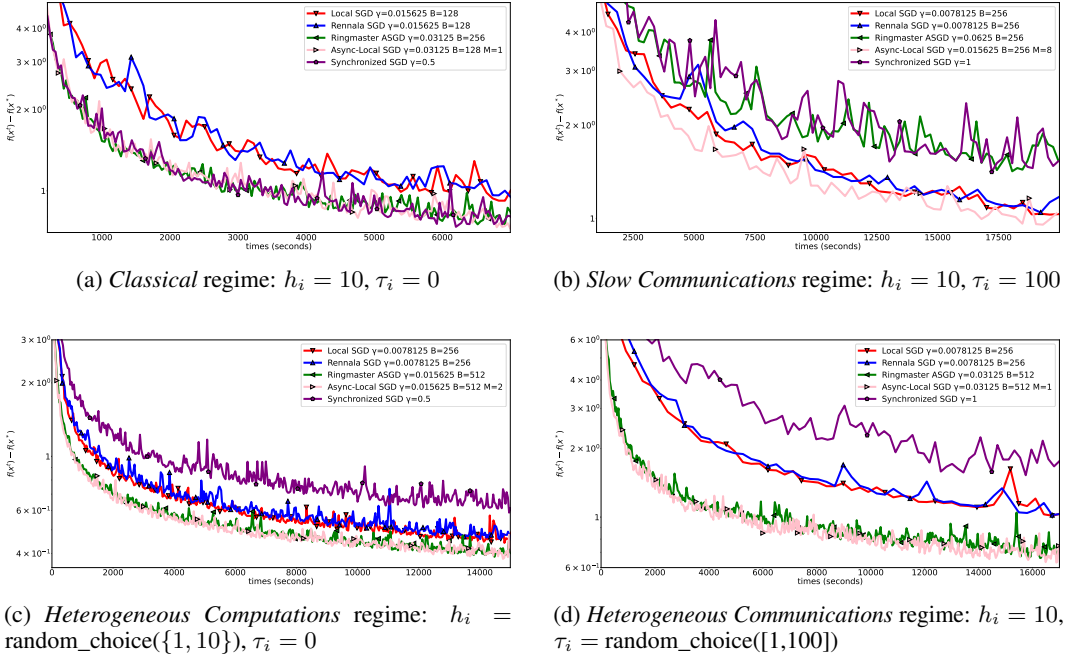 4 × 10⁰
3 × 10⁰
2 × 10⁰
1
f(xᵗ) − f(x*)
1000 2000 3000 4000 5000 6000
times (seconds)
Local SGD γ=0.015625 B=128
Rennala SGD γ=0.015625 B=128
Ringmaster ASGD γ=0.03125 B=256
Async-Local SGD γ=0.03125 B=128 M=1
Synchronized SGD γ=0.5
(a) Classical regime: hᵢ = 10, τᵢ = 0
4 × 10⁰
3 × 10⁰
2 × 10⁰
1
f(xᵗ) − f(x*)
2500 5000 7500 10000 12500 15000 17500
times (seconds)
Local SGD γ=0.0078125 B=256
Rennala SGD γ=0.0078125 B=256
Ringmaster ASGD γ=0.0625 B=256
Async-Local SGD γ=0.015625 B=256 M=8
Synchronized SGD γ=1
(b) Slow Communications regime: hᵢ = 10, τᵢ = 100
3 × 10⁰
2 × 10⁰
1
6 × 10⁻¹
4 × 10⁻¹
f(xᵗ) − f(x*)
0 2000 4000 6000 8000 10000 12000 14000
times (seconds)
Local SGD γ=0.0078125 B=256
Rennala SGD γ=0.0078125 B=256
Ringmaster ASGD γ=0.015625 B=512
Async-Local SGD γ=0.015625 B=512 M=2
Synchronized SGD γ=0.5
(c) Heterogeneous Computations regime: hᵢ =
random_choice({1, 10}), τᵢ = 0
6 × 10⁰
4 × 10⁰
3 × 10⁰
2 × 10⁰
1
6 × 10⁻¹
f(xᵗ) − f(x*)
0 2000 4000 6000 8000 10000 12000 14000 16000
times (seconds)
Local SGD γ=0.0078125 B=256
Rennala SGD γ=0.0078125 B=256
Ringmaster ASGD γ=0.03125 B=512
Async-Local SGD γ=0.03125 B=512 M=1
Synchronized SGD γ=1
(d) Heterogeneous Communications regime: hᵢ = 10,
τᵢ = random_choice([1,100])